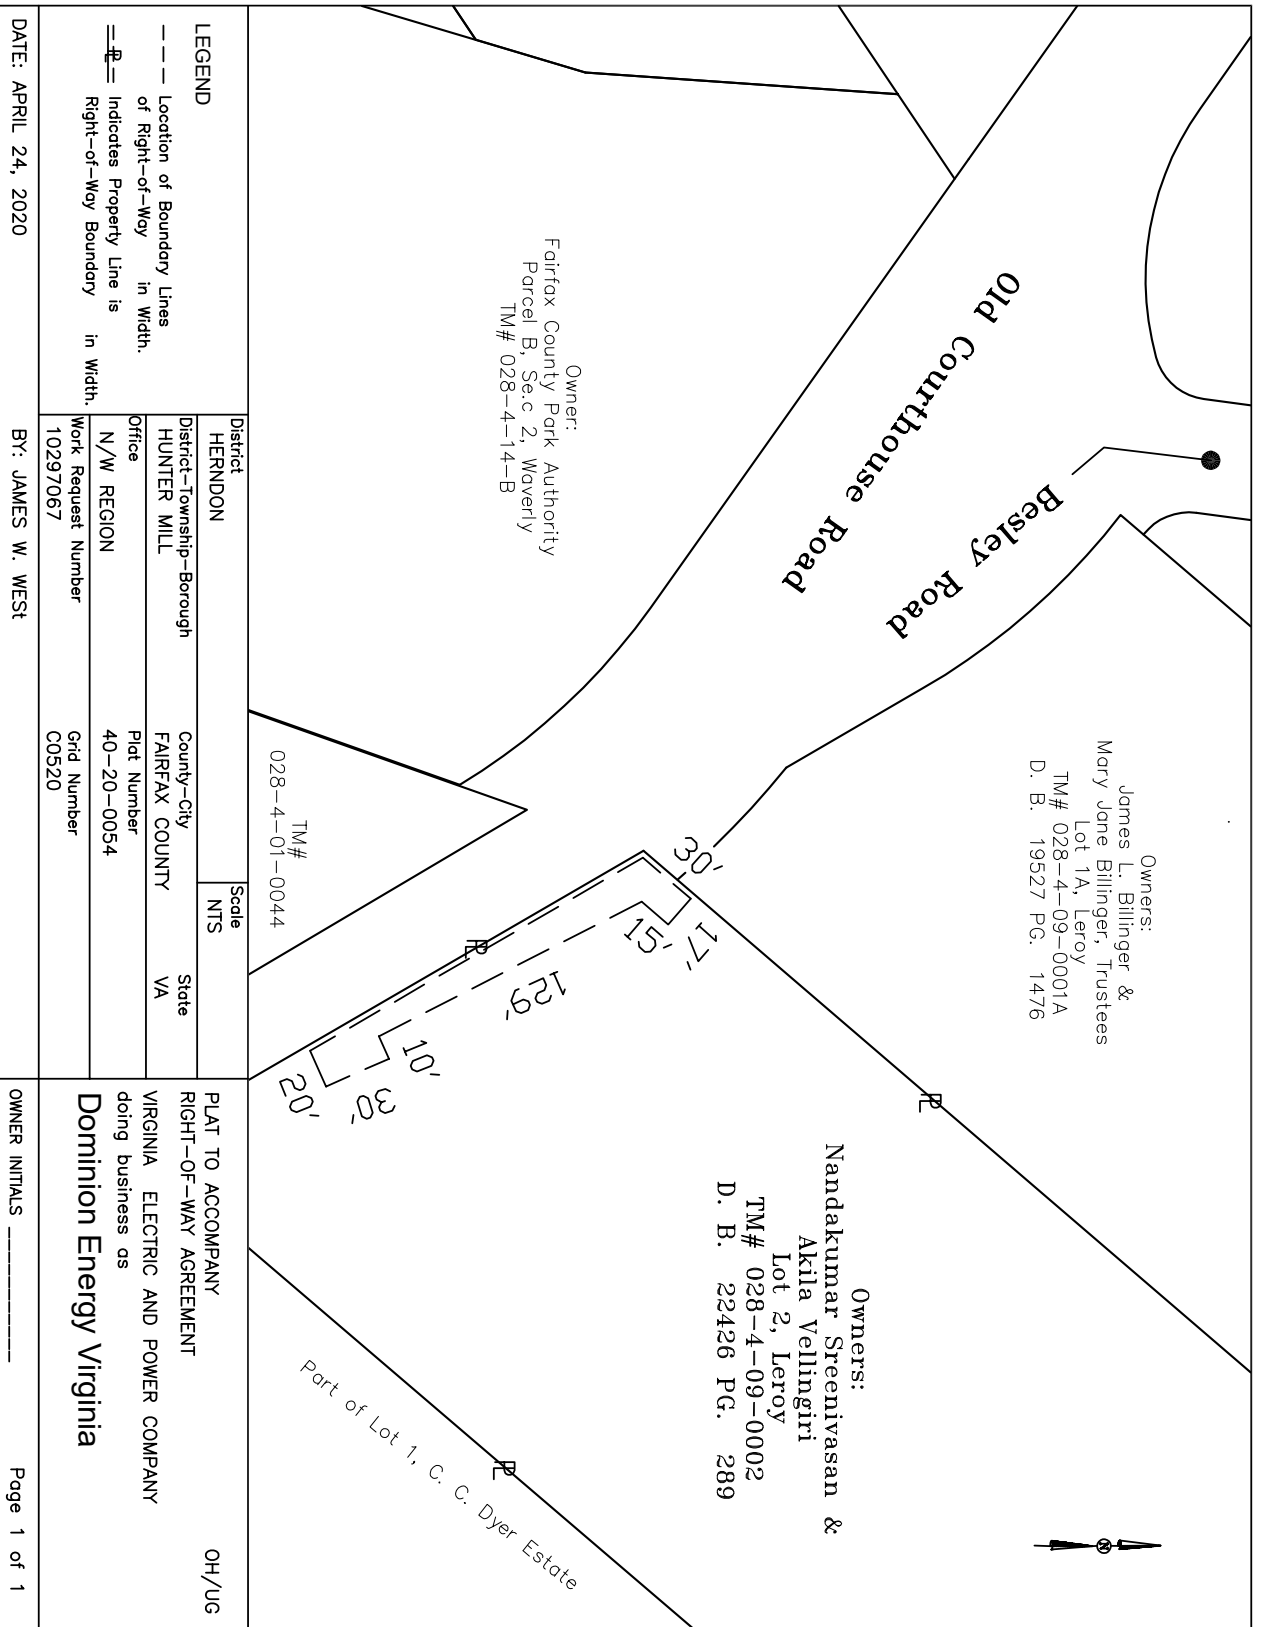 Old Courthouse Road
Besley Road
Owners:
James L. Billinger &
Mary Jane Billinger, Trustees
Lot 1A, Leroy
TM# 028-4-09-0001A
D. B. 19527 PG. 1476
Owner:
Fairfax County Park Authority
Parcel B, Se.c 2, Waverly
TM# 028-4-14-B
N
Owners:
Nandakumar Sreenivasan &
Akila Vellingiri
Lot 2, Leroy
TM# 028-4-09-0002
D. B. 22426 PG. 289
30'
17'
15'
129'
10'
30'
20'
PL
PL
PL
TM#
028-4-01-0044
Part of Lot 1, C. C. Dyer Estate
LEGEND
Location of Boundary Lines
of Right-of-Way in Width.
PL Indicates Property Line is
Right-of-Way Boundary in Width.
District
HERNDON
Scale
NTS
District-Township-Borough
HUNTER MILL
County-City
FAIRFAX COUNTY
State
VA
Office
N/W REGION
Plat Number
40-20-0054
Work Request Number
10297067
Grid Number
C0520
PLAT TO ACCOMPANY
RIGHT-OF-WAY AGREEMENT
OH/UG
VIRGINIA ELECTRIC AND POWER COMPANY
doing business as
Dominion Energy Virginia
DATE: APRIL 24, 2020
BY: JAMES W. WESt
OWNER INITIALS __________
Page 1 of 1